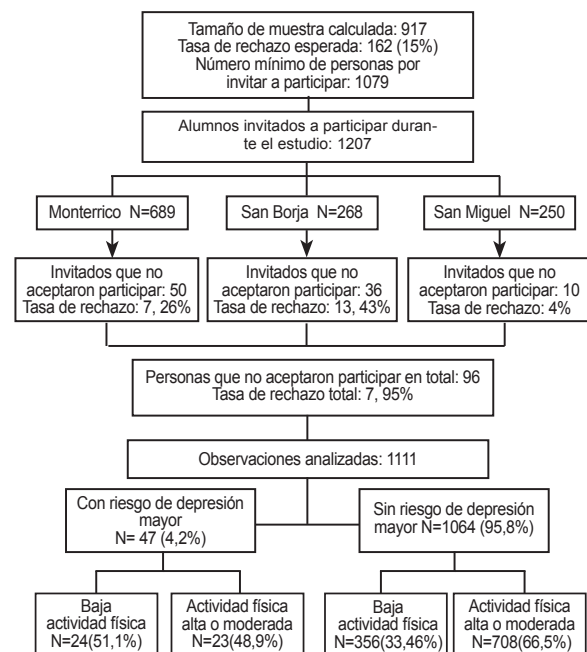 Tamaño de muestra calculada: 917
Tasa de rechazo esperada: 162 (15%)
Número mínimo de personas por
invitar a participar: 1079
Alumnos invitados a participar duran-
te el estudio: 1207
Monterrico N=689
San Borja N=268
San Miguel N=250
Invitados que no
aceptaron participar: 50
Tasa de rechazo: 7, 26%
Invitados que no
aceptaron participar: 36
Tasa de rechazo: 13, 43%
Invitados que no
aceptaron participar: 10
Tasa de rechazo: 4%
Personas que no aceptaron participar en total: 96
Tasa de rechazo total: 7, 95%
Observaciones analizadas: 1111
Con riesgo de depresión
mayor
N= 47 (4,2%)
Sin riesgo de depresión
mayor N=1064 (95,8%)
Baja
actividad física
N=24(51,1%)
Actividad física
alta o moderada
N=23(48,9%)
Baja
actividad física
N=356(33,46%)
Actividad física
alta o moderada
N=708(66,5%)